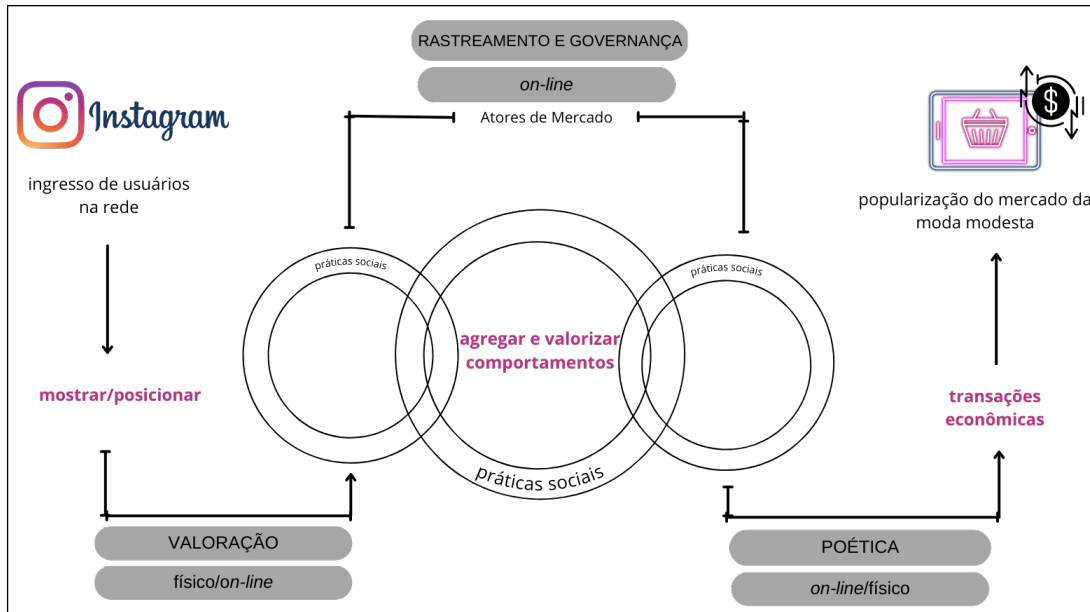 RASTREAMENTO E GOVERNANÇA
on-line
Atores de Mercado
Instagram
ingresso de usuários
na rede
$
popularização do mercado da
moda modesta
práticas sociais
práticas sociais
agregar e valorizar
comportamentos
práticas sociais
mostrar/posicionar
transações
econômicas
VALORAÇÃO
físico/on-line
POÉTICA
on-line/físico